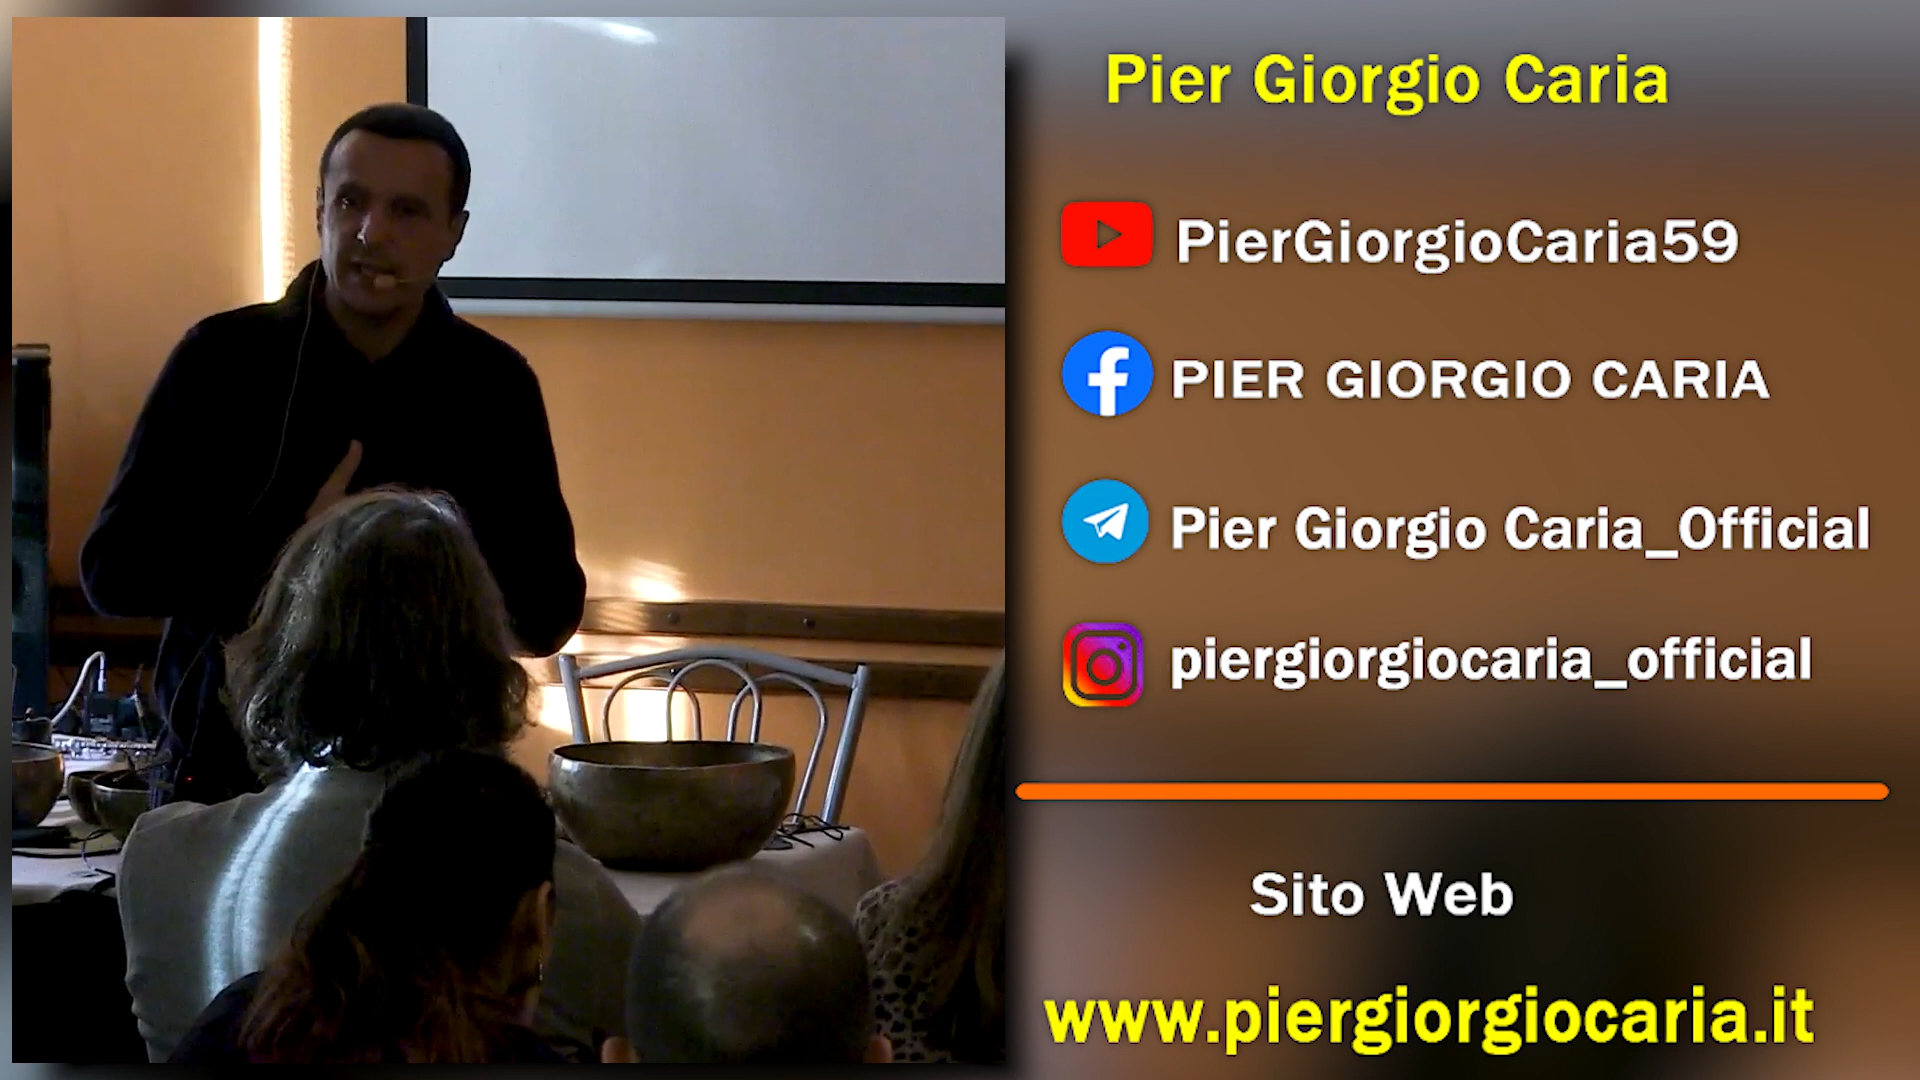 Pier Giorgio Caria
PierGiorgioCaria59
PIER GIORGIO CARIA
Pier Giorgio Caria_Official
piergiorgiocaria_official
Sito Web
www.piergiorgiocaria.it